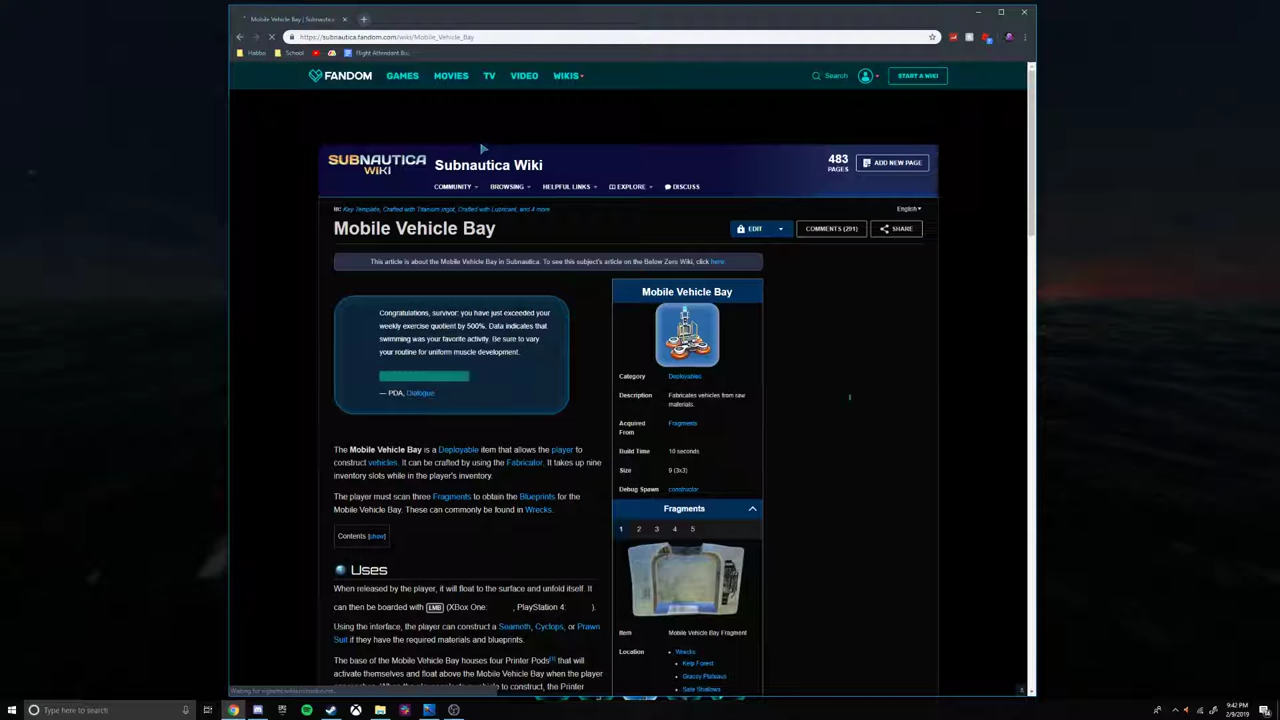 Mobile Vehicle Bay | Subnautica
https://subnautica.fandom.com/wiki/Mobile_Vehicle_Bay
Habbo School Flight Attendant Bu...
FANDOM GAMES MOVIES TV VIDEO WIKIS Search START A WIKI
SUBNAUTICA
WIKI
Subnautica Wiki
483
PAGES
ADD NEW PAGE
COMMUNITY BROWSING HELPFUL LINKS EXPLORE DISCUSS
IN: Key Template, Crafted with Titanium Ingot, Crafted with Lubricant, and 4 more
English
Mobile Vehicle Bay
EDIT COMMENTS (291) SHARE
This article is about the Mobile Vehicle Bay in Subnautica. To see this subject's article on the Below Zero Wiki, click here.
Congratulations, survivor: you have just exceeded your
weekly exercise quotient by 500%. Data indicates that
swimming was your favorite activity. Be sure to vary
your routine for uniform muscle development.
— PDA, Dialogue
The Mobile Vehicle Bay is a Deployable item that allows the player to
construct vehicles. It can be crafted by using the Fabricator. It takes up nine
inventory slots while in the player's inventory.
The player must scan three Fragments to obtain the Blueprints for the
Mobile Vehicle Bay. These can commonly be found in Wrecks.
Contents [show]
Uses
When released by the player, it will float to the surface and unfold itself. It
can then be boarded with LMB (XBox One: , PlayStation 4: ).
Using the interface, the player can construct a Seamoth, Cyclops, or Prawn
Suit if they have the required materials and blueprints.
The base of the Mobile Vehicle Bay houses four Printer Pods[1] that will
activate themselves and float above the Mobile Vehicle Bay when the player
Mobile Vehicle Bay
Category Deployables
Description Fabricates vehicles from raw
materials.
Acquired Fragments
From
Build Time 10 seconds
Size 9 (3x3)
Debug Spawn constructor
Fragments
1 2 3 4 5
Item Mobile Vehicle Bay Fragment
Location Wrecks
Kelp Forest
Grassy Plateaus
Safe Shallows
Type here to search
9:42 PM
2/9/2019